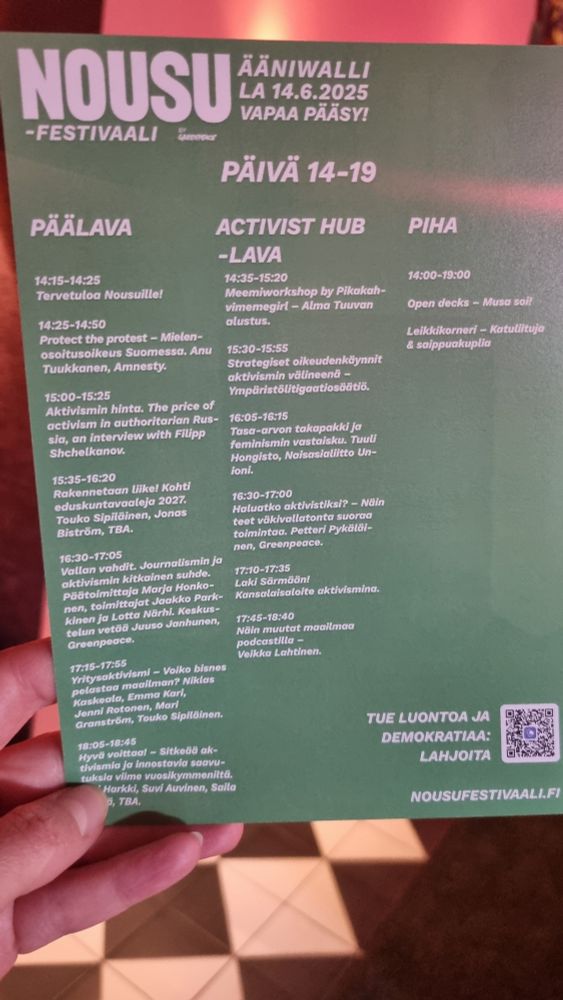 NOUSU
-FESTIVAALI
BY
GREENPEACE
ÄÄNIWALLI
LA 14.6.2025
VAPAA PÄÄSY!
PÄIVÄ 14-19
PÄÄLAVA
14:15-14:25
Tervetuloa Nousuille!
14:25-14:50
Protect the protest – Mielen-
osoitusoikeus Suomessa. Anu
Tuukkanen, Amnesty.
15:00-15:25
Aktivismin hinta. The price of
activism in authoritarian Rus-
sia, an interview with Filipp
Shchelkanov.
15:35-16:20
Rakennetaan liike! Kohti
eduskuntavaaleja 2027.
Touko Sipiläinen, Jonas
Biström, TBA.
16:30-17:05
Vallan vahdit. Journalismin ja
aktivismin kitkainen suhde.
Päätoimittaja Marja Honko-
nen, toimittajat Jaakko Park-
kinen ja Lotta Närhi. Keskus-
telun vetää Juuso Janhunen,
Greenpeace.
17:15-17:55
Yritysaktivismi – Voiko bisnes
pelastaa maailman? Niklas
Kaskeala, Emma Kari,
Jenni Rotonen, Mari
Granström, Touko Sipiläinen.
18:05-18:45
Hyvä voittaa! – Sitkeää ak-
tivismia ja innostavia saavu-
tuksia viime vuosikymmeniltä.
Harkki, Suvi Auvinen, Saila
TBA.
ACTIVIST HUB
-LAVA
14:35-15:20
Meemiworkshop by Pikakah-
vimemegirl – Alma Tuuvan
alustus.
15:30-15:55
Strategiset oikeudenkäynnit
aktivismin välineenä –
Ympäristölitigaatiosäätiö.
16:05-16:15
Tasa-arvon takapakki ja
feminismin vastaisku. Tuuli
Hongisto, Naisasialiitto Un-
ioni.
16:30-17:00
Haluatko aktivistiksi? – Näin
teet väkivallatonta suoraa
toimintaa. Petteri Pykäläi-
nen, Greenpeace.
17:10-17:35
Laki Särmään!
Kansalaisaloite aktivismina.
17:45-18:40
Näin muutat maailmaa
podcastilla –
Veikka Lahtinen.
PIHA
14:00-19:00
Open decks – Musa soi!
Leikkikorneri – Katuliituja
& saippuakuplia
TUE LUONTOA JA
DEMOKRATIAA:
LAHJOITA
NOUSUFESTIVAALI.FI